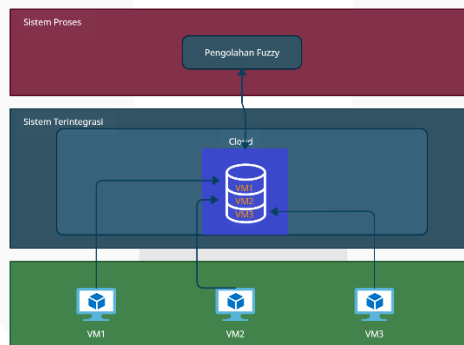 Sistem Proses
Pengolahan Fuzzy
Sistem Terintegrasi
Cloud
VM1
VM2
VM3
VM1
VM2
VM3